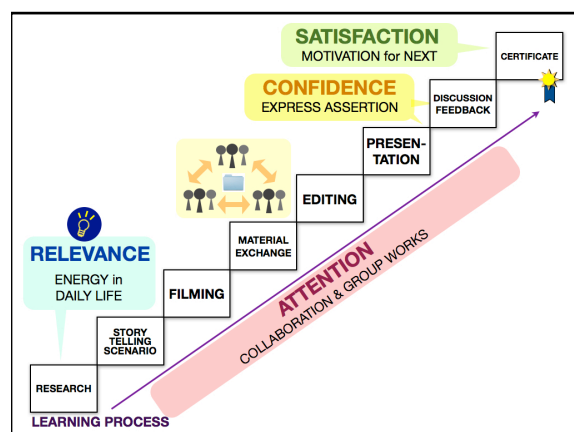 SATISFACTION
MOTIVATION for NEXT
CERTIFICATE
CONFIDENCE
EXPRESS ASSERTION
DISCUSSION
FEEDBACK
PRESEN-
TATION
EDITING
MATERIAL
EXCHANGE
RELEVANCE
ENERGY in
DAILY LIFE
FILMING
STORY
TELLING
SCENARIO
RESEARCH
ATTENTION
COLLABORATION & GROUP WORKS
LEARNING PROCESS